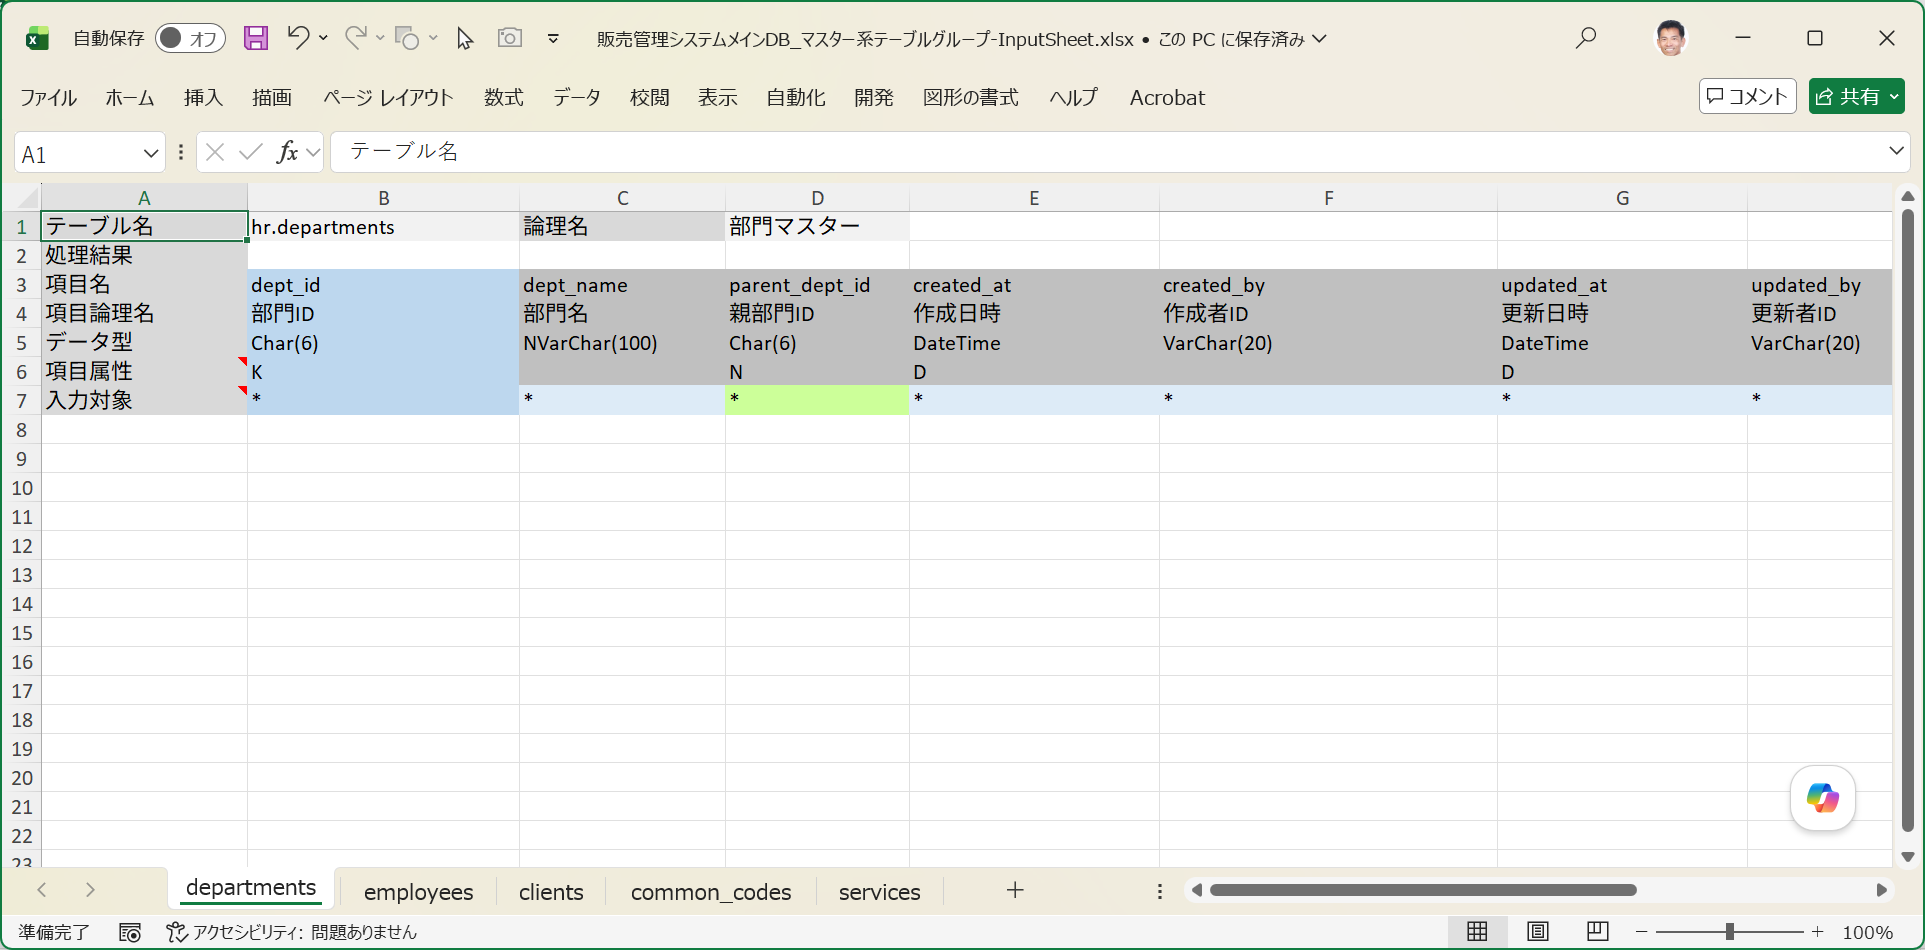 自動保存 オフ 販売管理システムメインDB_マスター系テーブルグループ-InputSheet.xlsx • この PC に保存済み
ファイル ホーム 挿入 描画 ページ レイアウト 数式 データ 校閲 表示 自動化 開発 図形の書式 ヘルプ Acrobat コメント 共有
A1 fx テーブル名
A B C D E F G
1 テーブル名 hr.departments 論理名 部門マスター
2 処理結果
3 項目名 dept_id dept_name parent_dept_id created_at created_by updated_at updated_by
4 項目論理名 部門ID 部門名 親部門ID 作成日時 作成者ID 更新日時 更新者ID
5 データ型 Char(6) NVarChar(100) Char(6) DateTime VarChar(20) DateTime VarChar(20)
6 項目属性 K N D D
7 入力対象 * * * * * * *
8
9
10
11
12
13
14
15
16
17
18
19
20
21
22
23
departments employees clients common_codes services
準備完了 アクセシビリティ: 問題ありません 100%